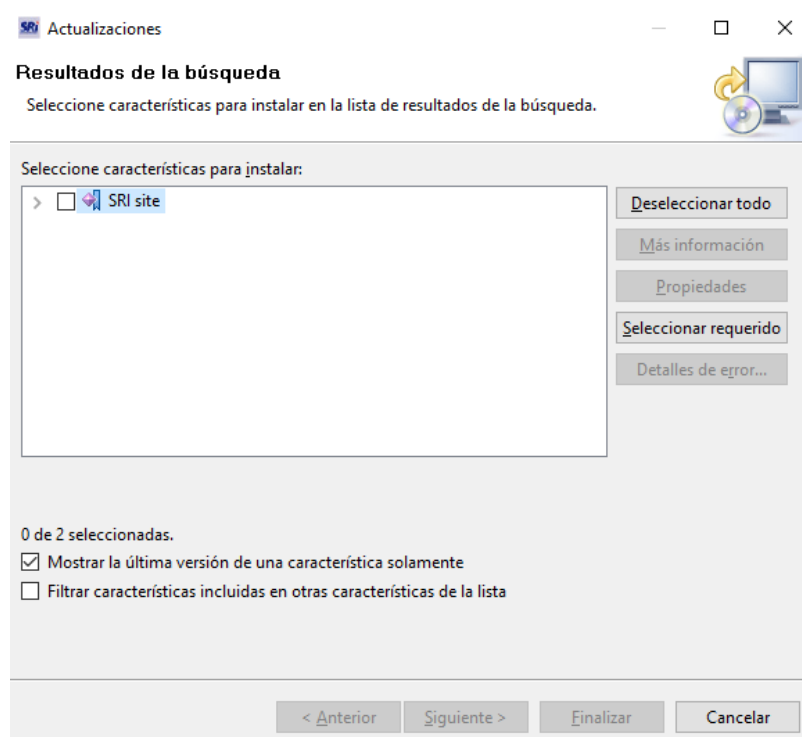 SRi Actualizaciones
Resultados de la búsqueda
Seleccione características para instalar en la lista de resultados de la búsqueda.
Seleccione características para instalar:
SRI site
Deseleccionar todo
Más información
Propiedades
Seleccionar requerido
Detalles de error...
0 de 2 seleccionadas.
Mostrar la última versión de una característica solamente
Filtrar características incluidas en otras características de la lista
< Anterior
Siguiente >
Finalizar
Cancelar